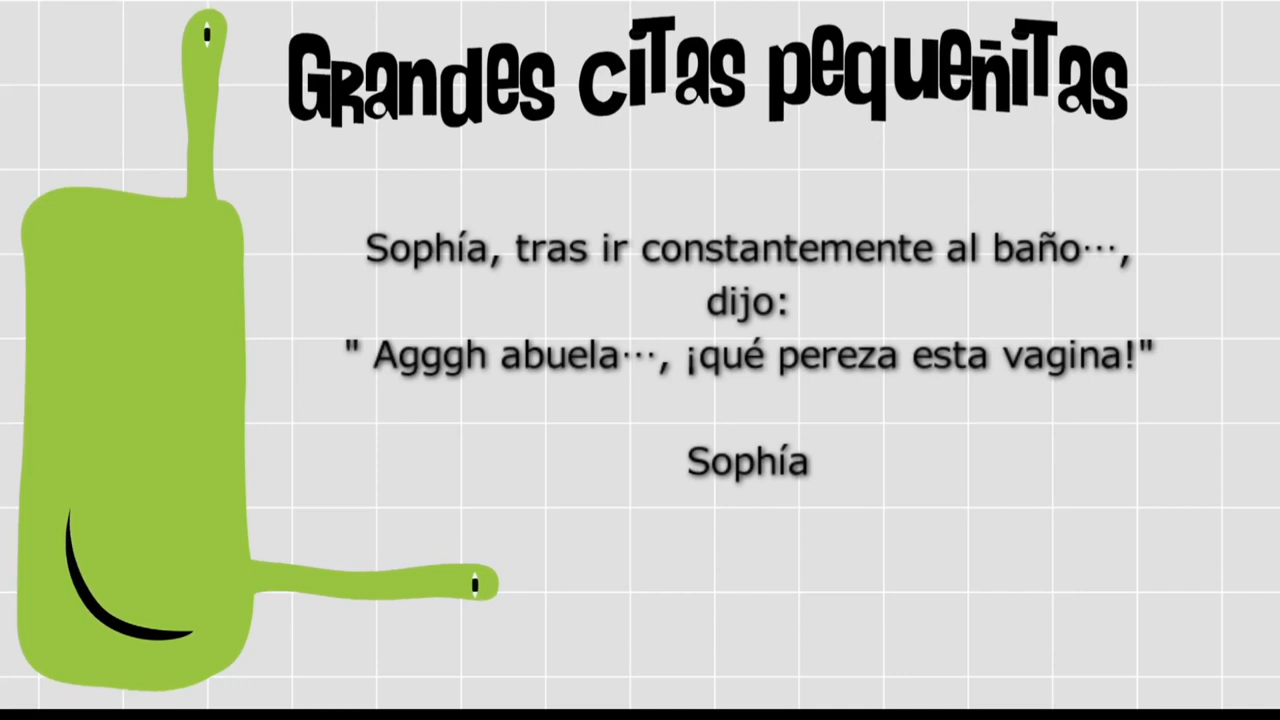 Grandes citas pequeñitas
Sophía, tras ir constantemente al baño...,
dijo:
" Agggh abuela..., ¡qué pereza esta vagina!"
Sophía